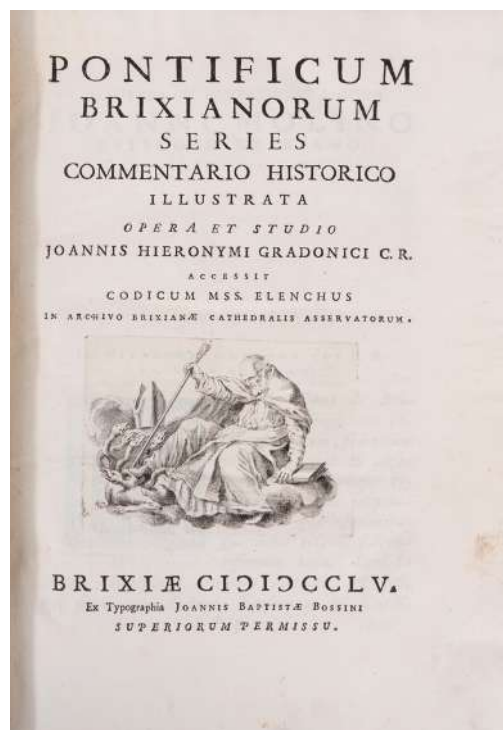 PONTIFICUM
BRIXIANORUM
SERIES
COMMENTARIO HISTORICO
ILLUSTRATA
OPERA ET STUDIO
JOANNIS HIERONYMI GRADONICI C. R.
ACCESSIT
CODICUM MSS. ELENCHUS
IN ARCHIVO BRIXIANÆ CATHEDRALIS ASSERVATORUM.
BRIXIÆ CIƆIƆCCLV.
Ex Typographia JOANNIS BAPTISTÆ BOSSINI
SUPERIORUM PERMISSU.